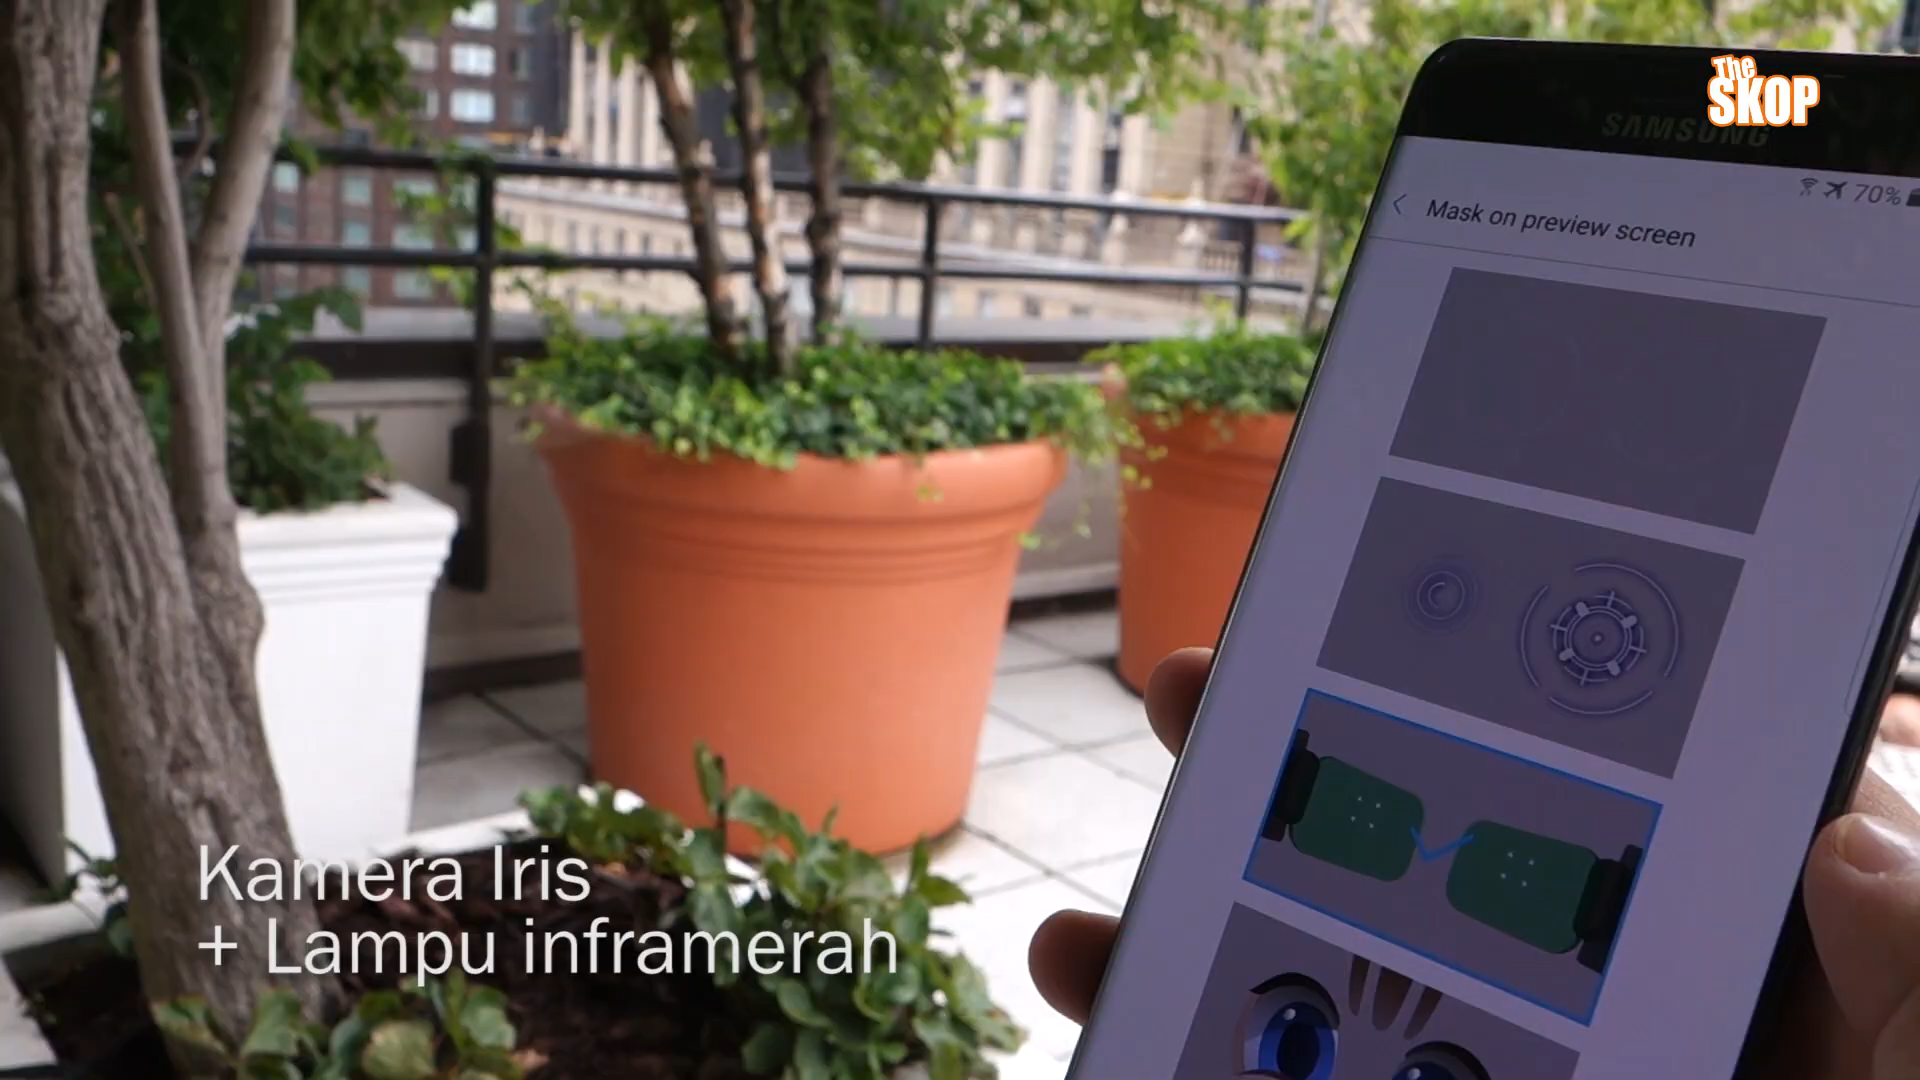 The
SKOP
SAMSUNG
70%
Mask on preview screen
Kamera Iris
+ Lampu inframerah